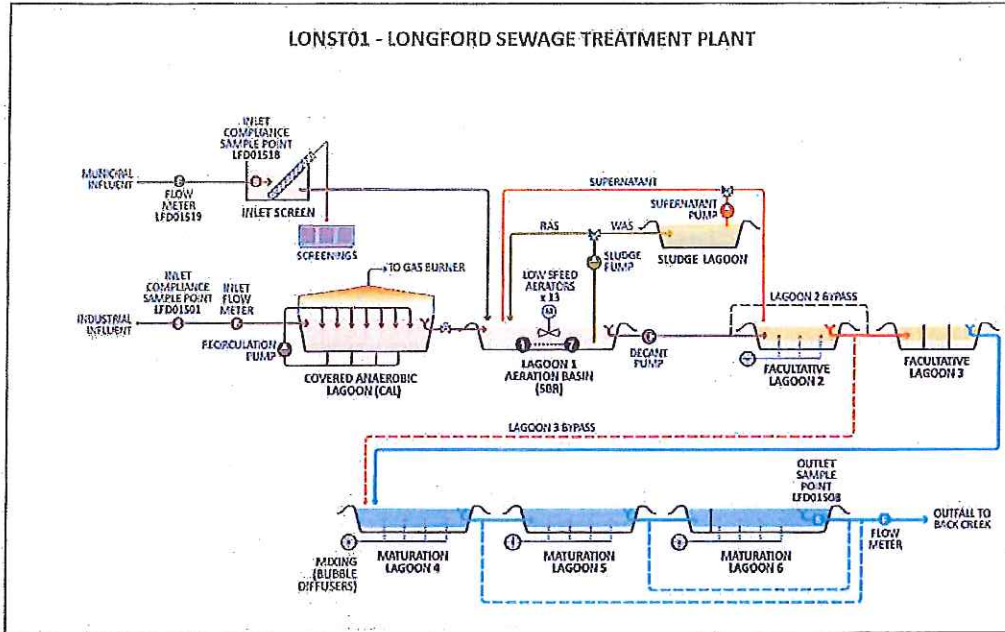 LONST01 - LONGFORD SEWAGE TREATMENT PLANT
INLET
COMPLIANCE
SAMPLE POINT
LFD01518
MUNICIPAL
INFLUENT
FLOW
METER
LFD01519
INLET SCREEN
SCREENINGS
SUPERNATANT
SUPERNATANT
PUMP
RAS
WAS
SLUDGE
PUMP
SLUDGE LAGOON
TO GAS BURNER
LOW SPEED
AERATORS
x 13
M
INLET
COMPLIANCE
SAMPLE POINT
LFD01501
INLET
FLOW
METER
INDUSTRIAL
INFLUENT
RECIRCULATION
PUMP
COVERED ANAEROBIC
LAGOON (CAL)
1
7
LAGOON 1
AERATION BASIN
(SBR)
DECANT
PUMP
LAGOON 2 BYPASS
FACULTATIVE
LAGOON 2
FACULTATIVE
LAGOON 3
LAGOON 3 BYPASS
OUTLET
SAMPLE
POINT
LFD01508
OUTFALL TO
BACK CREEK
FLOW
METER
MIXING
(BUBBLE
DIFFUSERS)
MATURATION
LAGOON 4
MATURATION
LAGOON 5
MATURATION
LAGOON 6